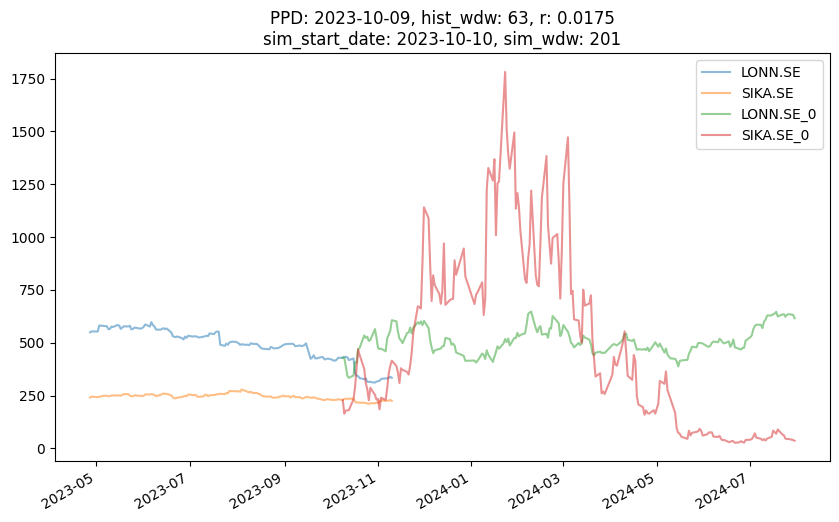 PPD: 2023-10-09, hist_wdw: 63, r: 0.0175
sim_start_date: 2023-10-10, sim_wdw: 201
LONN.SE
SIKA.SE
LONN.SE_0
SIKA.SE_0
1750
1500
1250
1000
750
500
250
0
2023-05
2023-07
2023-09
2023-11
2024-01
2024-03
2024-05
2024-07